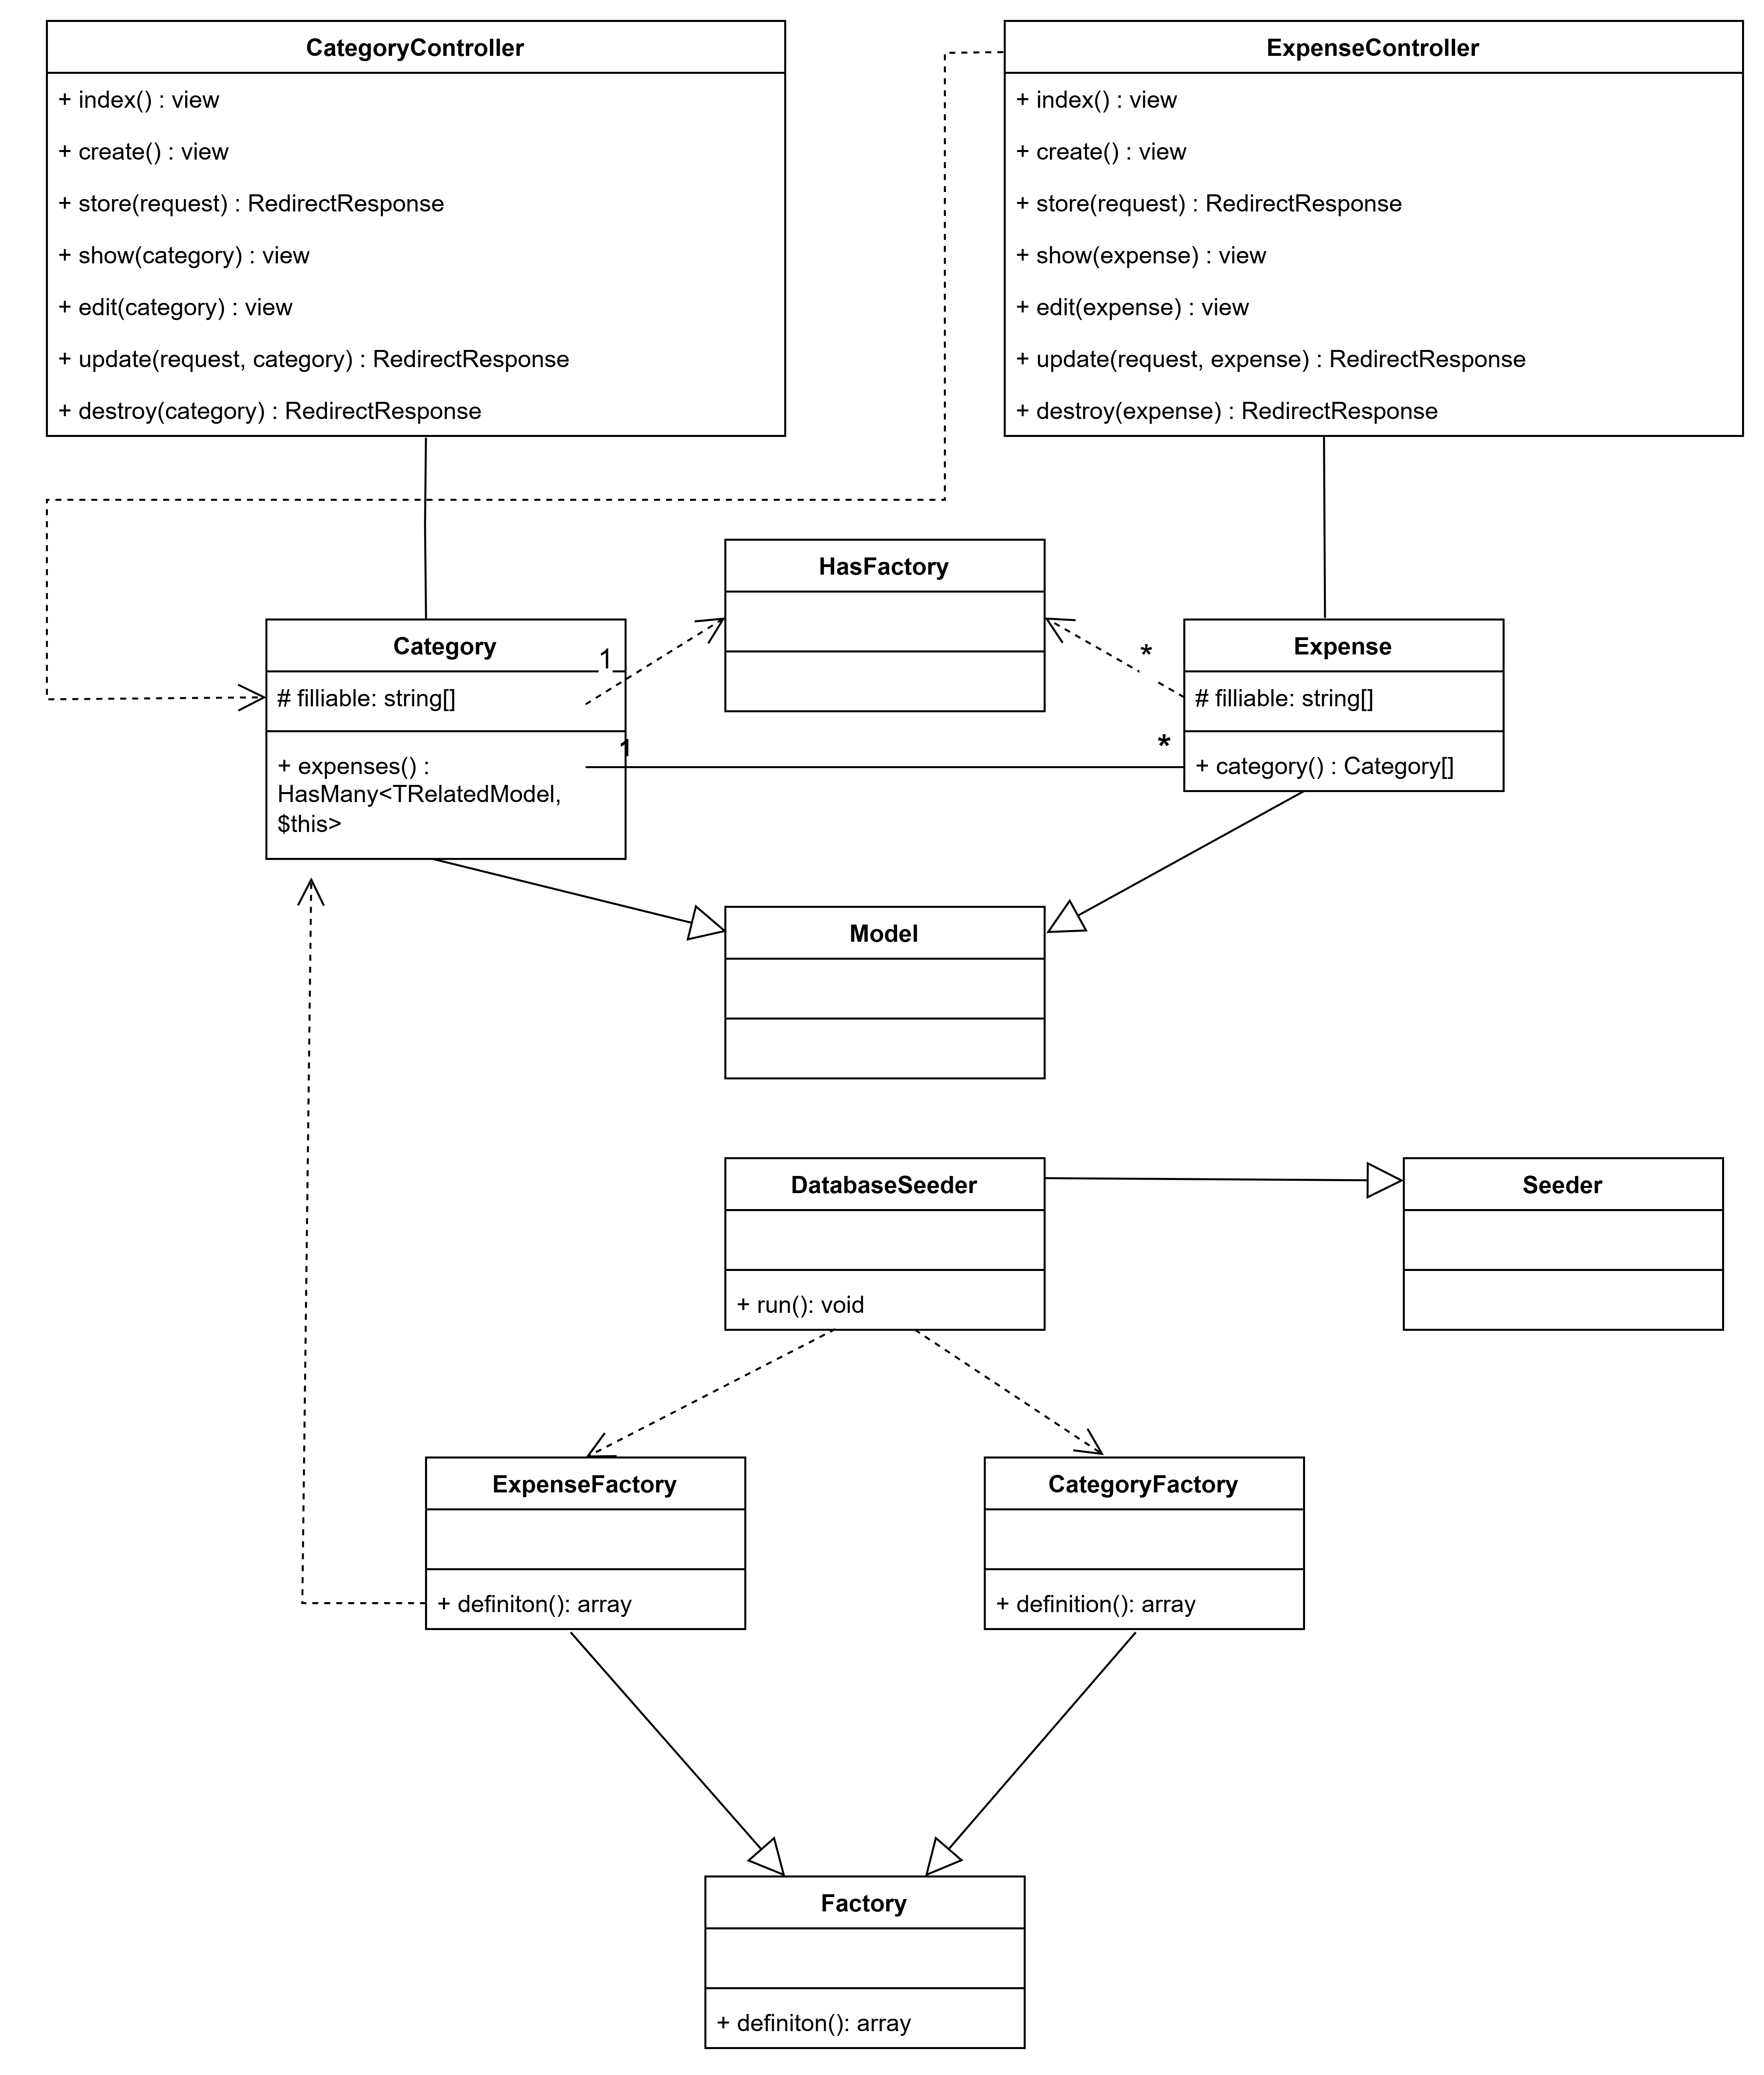 CategoryController
+ index() : view
+ create() : view
+ store(request) : RedirectResponse
+ show(category) : view
+ edit(category) : view
+ update(request, category) : RedirectResponse
+ destroy(category) : RedirectResponse
ExpenseController
+ index() : view
+ create() : view
+ store(request) : RedirectResponse
+ show(expense) : view
+ edit(expense) : view
+ update(request, expense) : RedirectResponse
+ destroy(expense) : RedirectResponse
HasFactory
Category
1
# filliable: string[]
1
+ expenses() :
HasMany<TRelatedModel,
$this>
*
*
Expense
# filliable: string[]
+ category() : Category[]
Model
DatabaseSeeder
+ run(): void
Seeder
ExpenseFactory
+ definiton(): array
CategoryFactory
+ definition(): array
Factory
+ definiton(): array